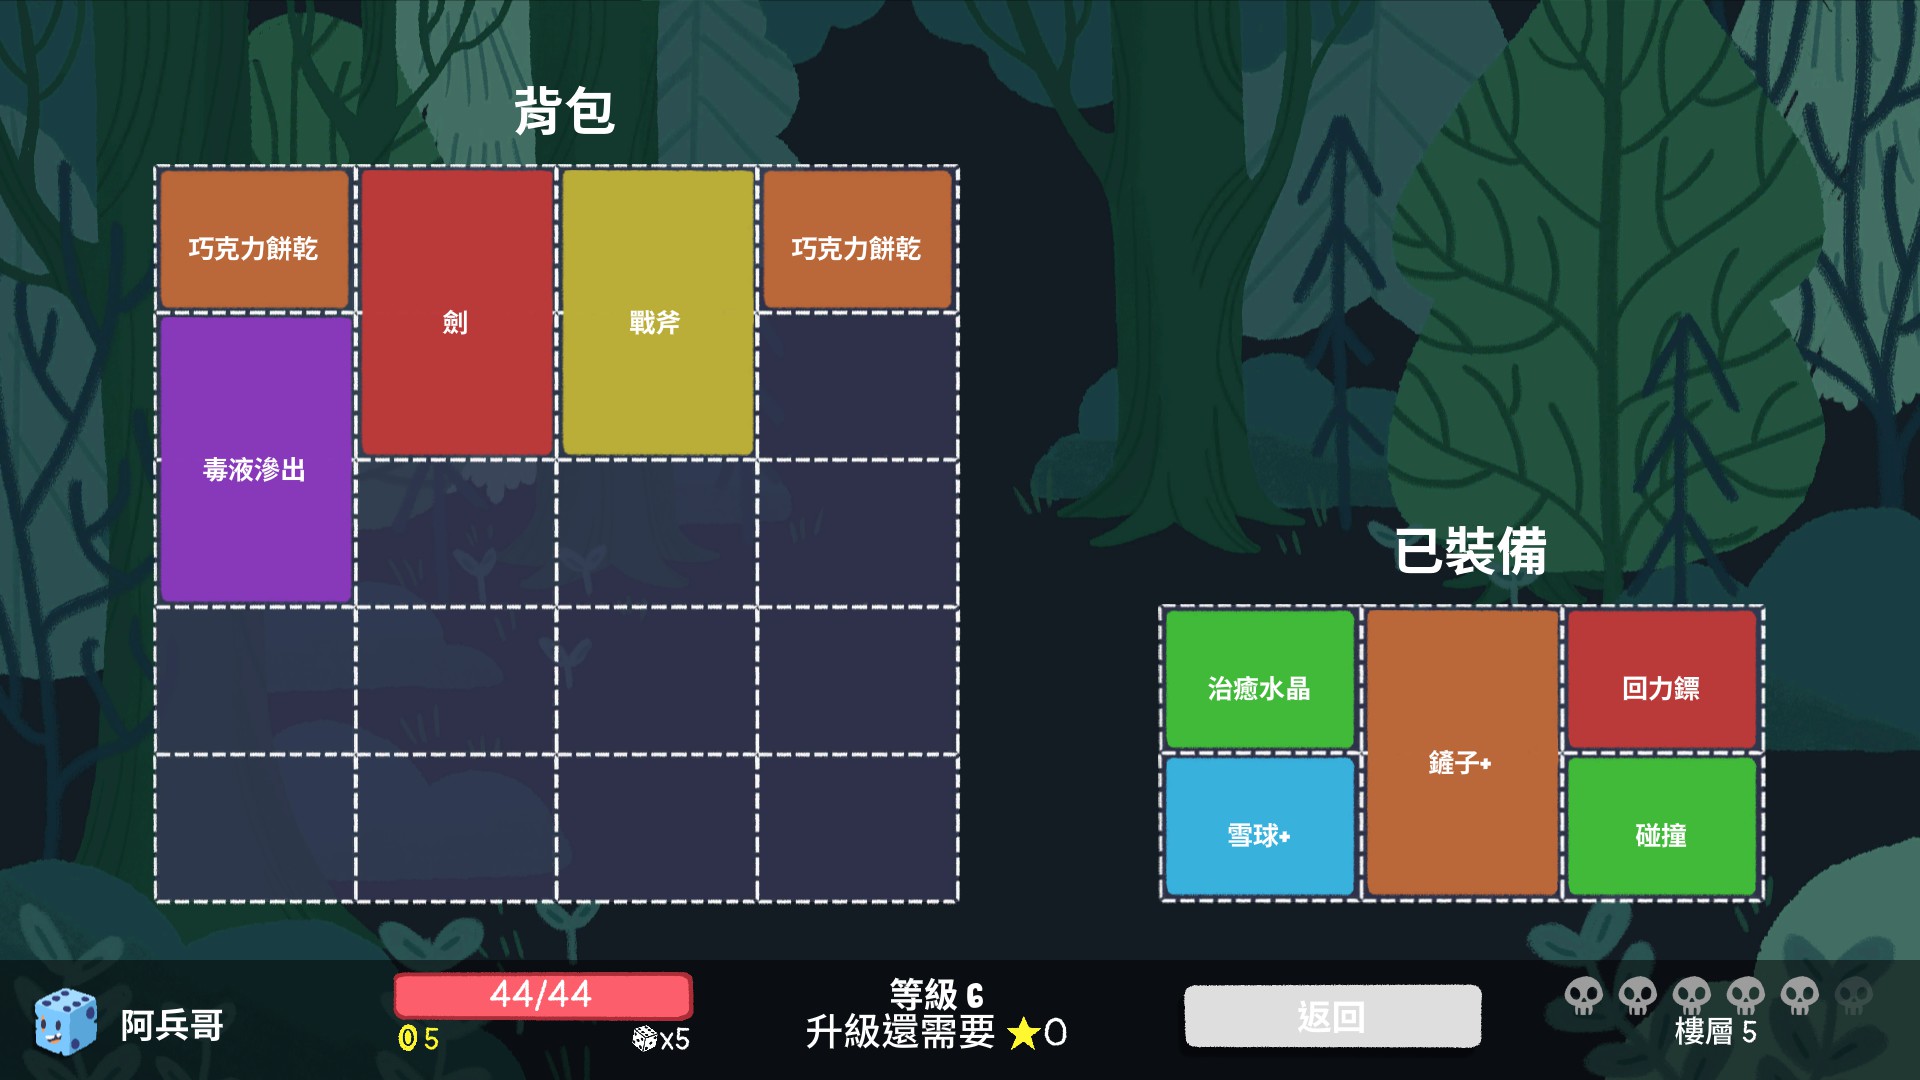 背包
巧克力餅乾
劍
戰斧
巧克力餅乾
毒液滲出
已裝備
治癒水晶
鏟子+
回力鏢
雪球+
碰撞
阿兵哥
44/44
5
x5
等級 6
升級還需要 0
返回
樓層 5